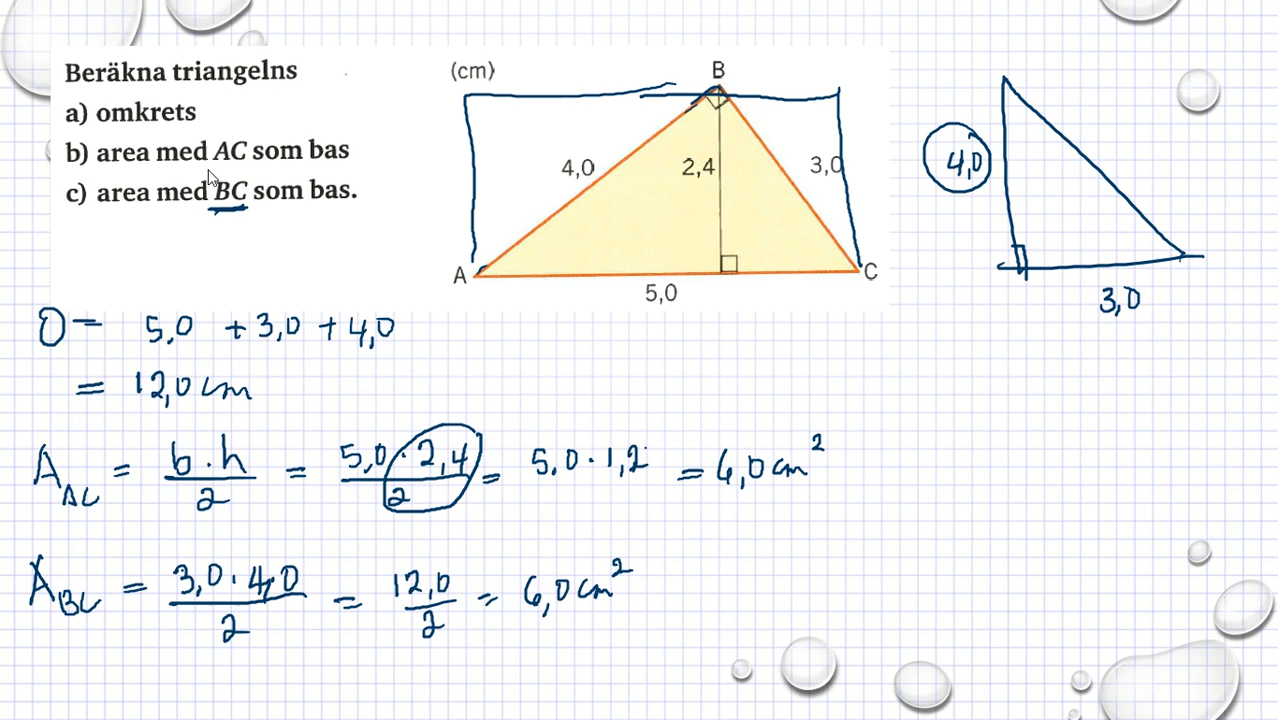 Beräkna triangelns
a) omkrets
b) area med AC som bas
c) area med BC som bas.
(cm)
B
4,0
2,4
3,0
A
C
5,0
4,0
3,0
O = 5,0 + 3,0 + 4,0
= 12,0 cm
A_AC = b·h/2 = 5,0·2,4/2 = 5,0·1,2 = 6,0 cm²
A_BC = 3,0·4,0/2 = 12,0/2 = 6,0 cm²